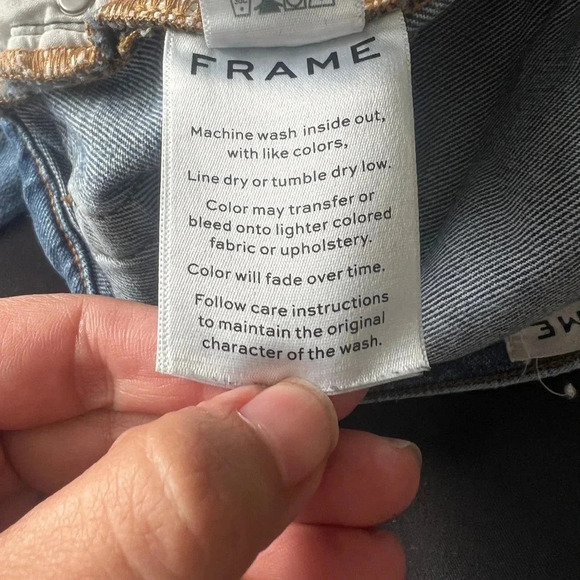 FRAME
Machine wash inside out,
with like colors,
Line dry or tumble dry low.
Color may transfer or
bleed onto lighter colored
fabric or upholstery.
Color will fade over time.
Follow care instructions
to maintain the original
character of the wash.
ME